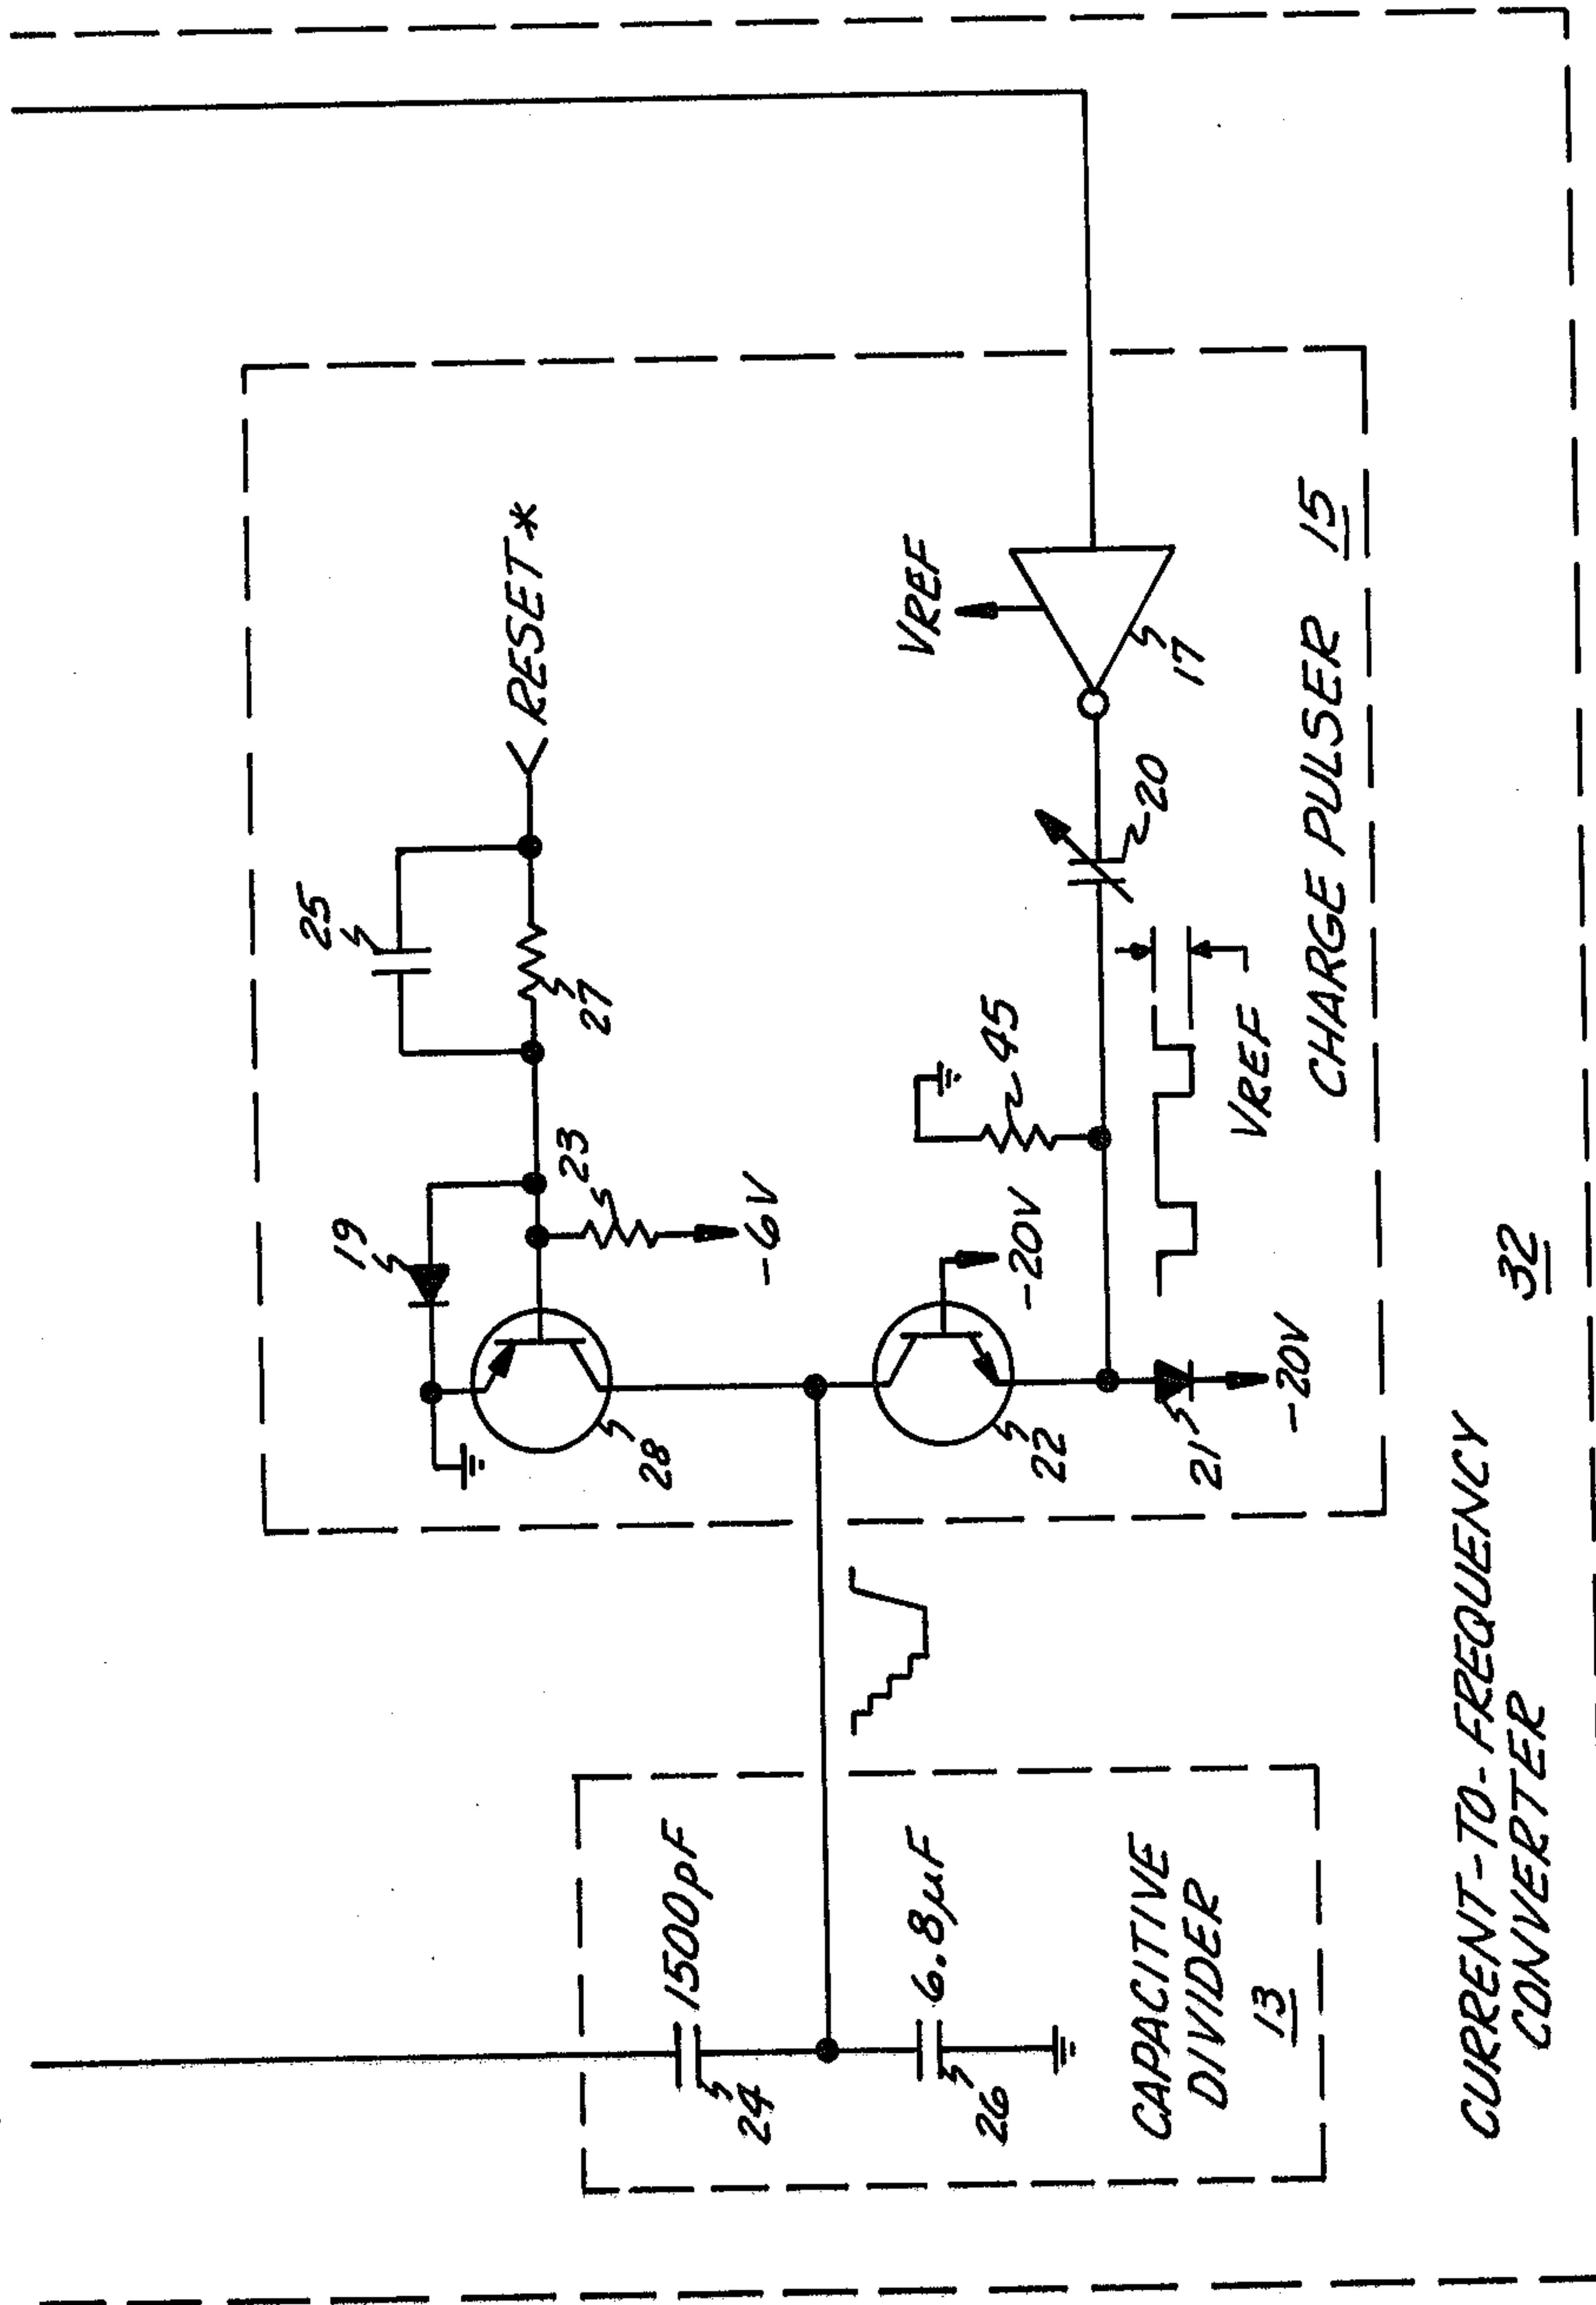 25
RESET*
19
23
27
-6V
28
VREF
17
20
45
-20V
22
VREF
21
-20V
CHARGE PULSER 15
1500pF
24
6.8µF
26
CAPACITIVE
DIVIDER
13
CURRENT-TO-FREQUENCY
CONVERTER
32